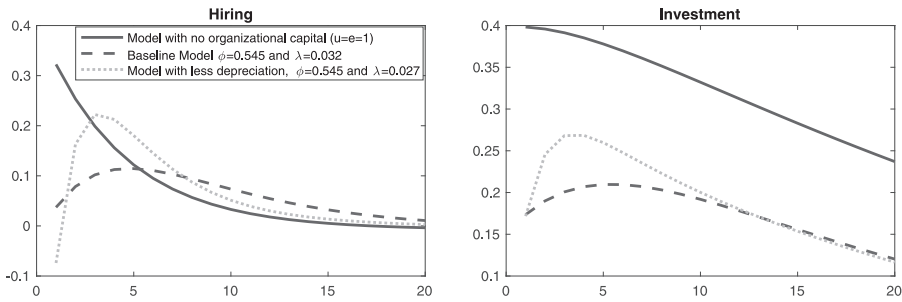 Hiring
0.4
0.3
0.2
0.1
0
-0.1
Model with no organizational capital (u=e=1)
Baseline Model ϕ=0.545 and λ=0.032
Model with less depreciation, ϕ=0.545 and λ=0.027
0 5 10 15 20
Investment
0.4
0.35
0.3
0.25
0.2
0.15
0.1
0 5 10 15 20